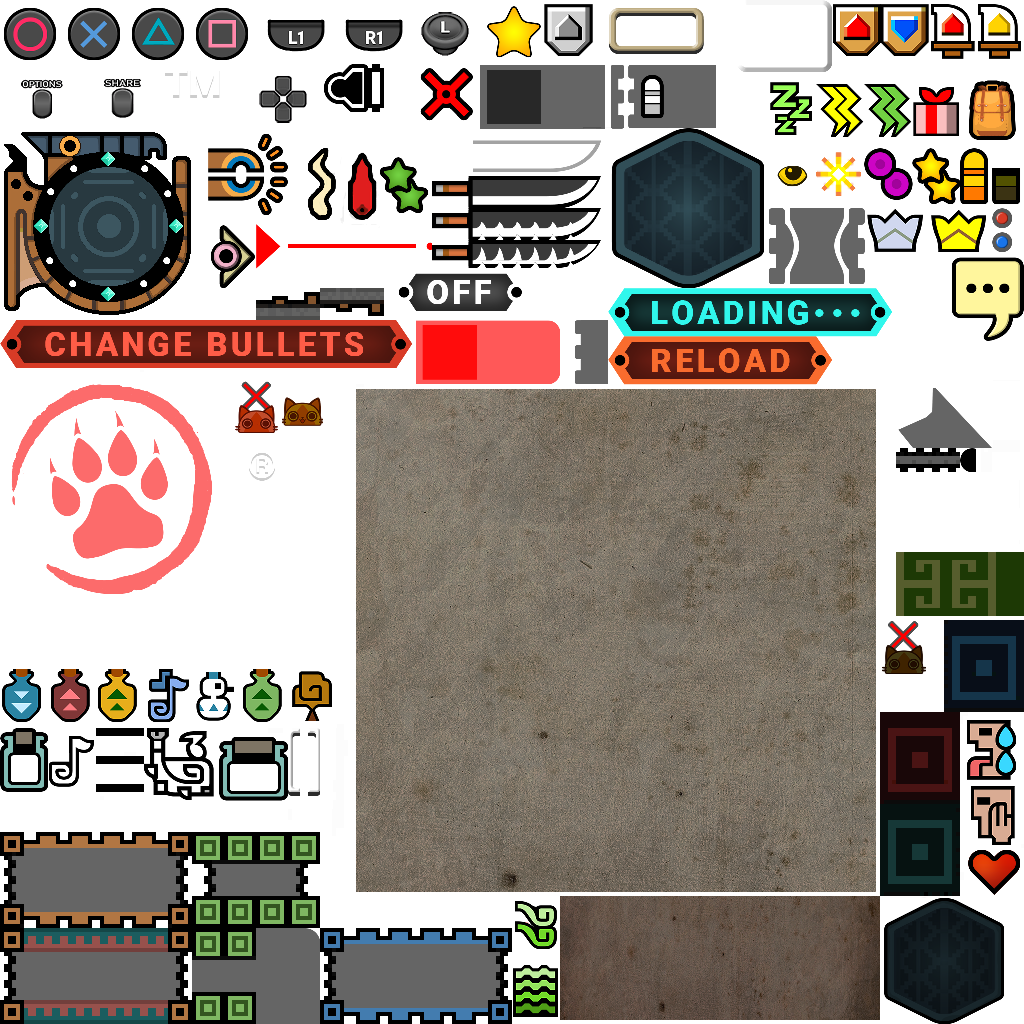 L1
R1
L
OPTIONS
SHARE
TM
OFF
LOADING•••
CHANGE BULLETS
RELOAD
®